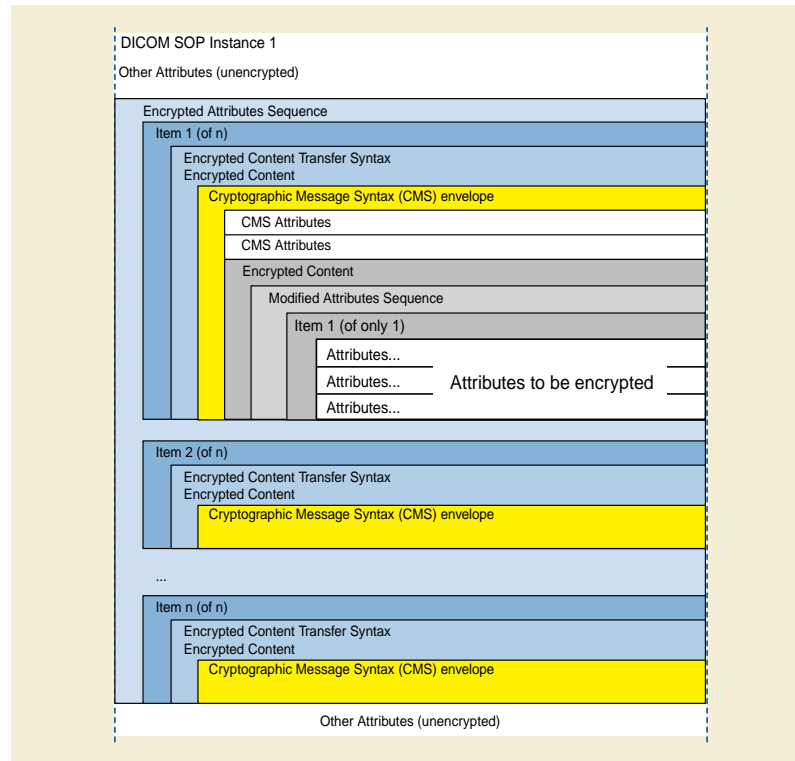 DICOM SOP Instance 1
Other Attributes (unencrypted)
Encrypted Attributes Sequence
Item 1 (of n)
Encrypted Content Transfer Syntax
Encrypted Content
Cryptographic Message Syntax (CMS) envelope
CMS Attributes
CMS Attributes
Encrypted Content
Modified Attributes Sequence
Item 1 (of only 1)
Attributes...
Attributes... Attributes to be encrypted
Attributes...
Item 2 (of n)
Encrypted Content Transfer Syntax
Encrypted Content
Cryptographic Message Syntax (CMS) envelope
...
Item n (of n)
Encrypted Content Transfer Syntax
Encrypted Content
Cryptographic Message Syntax (CMS) envelope
Other Attributes (unencrypted)